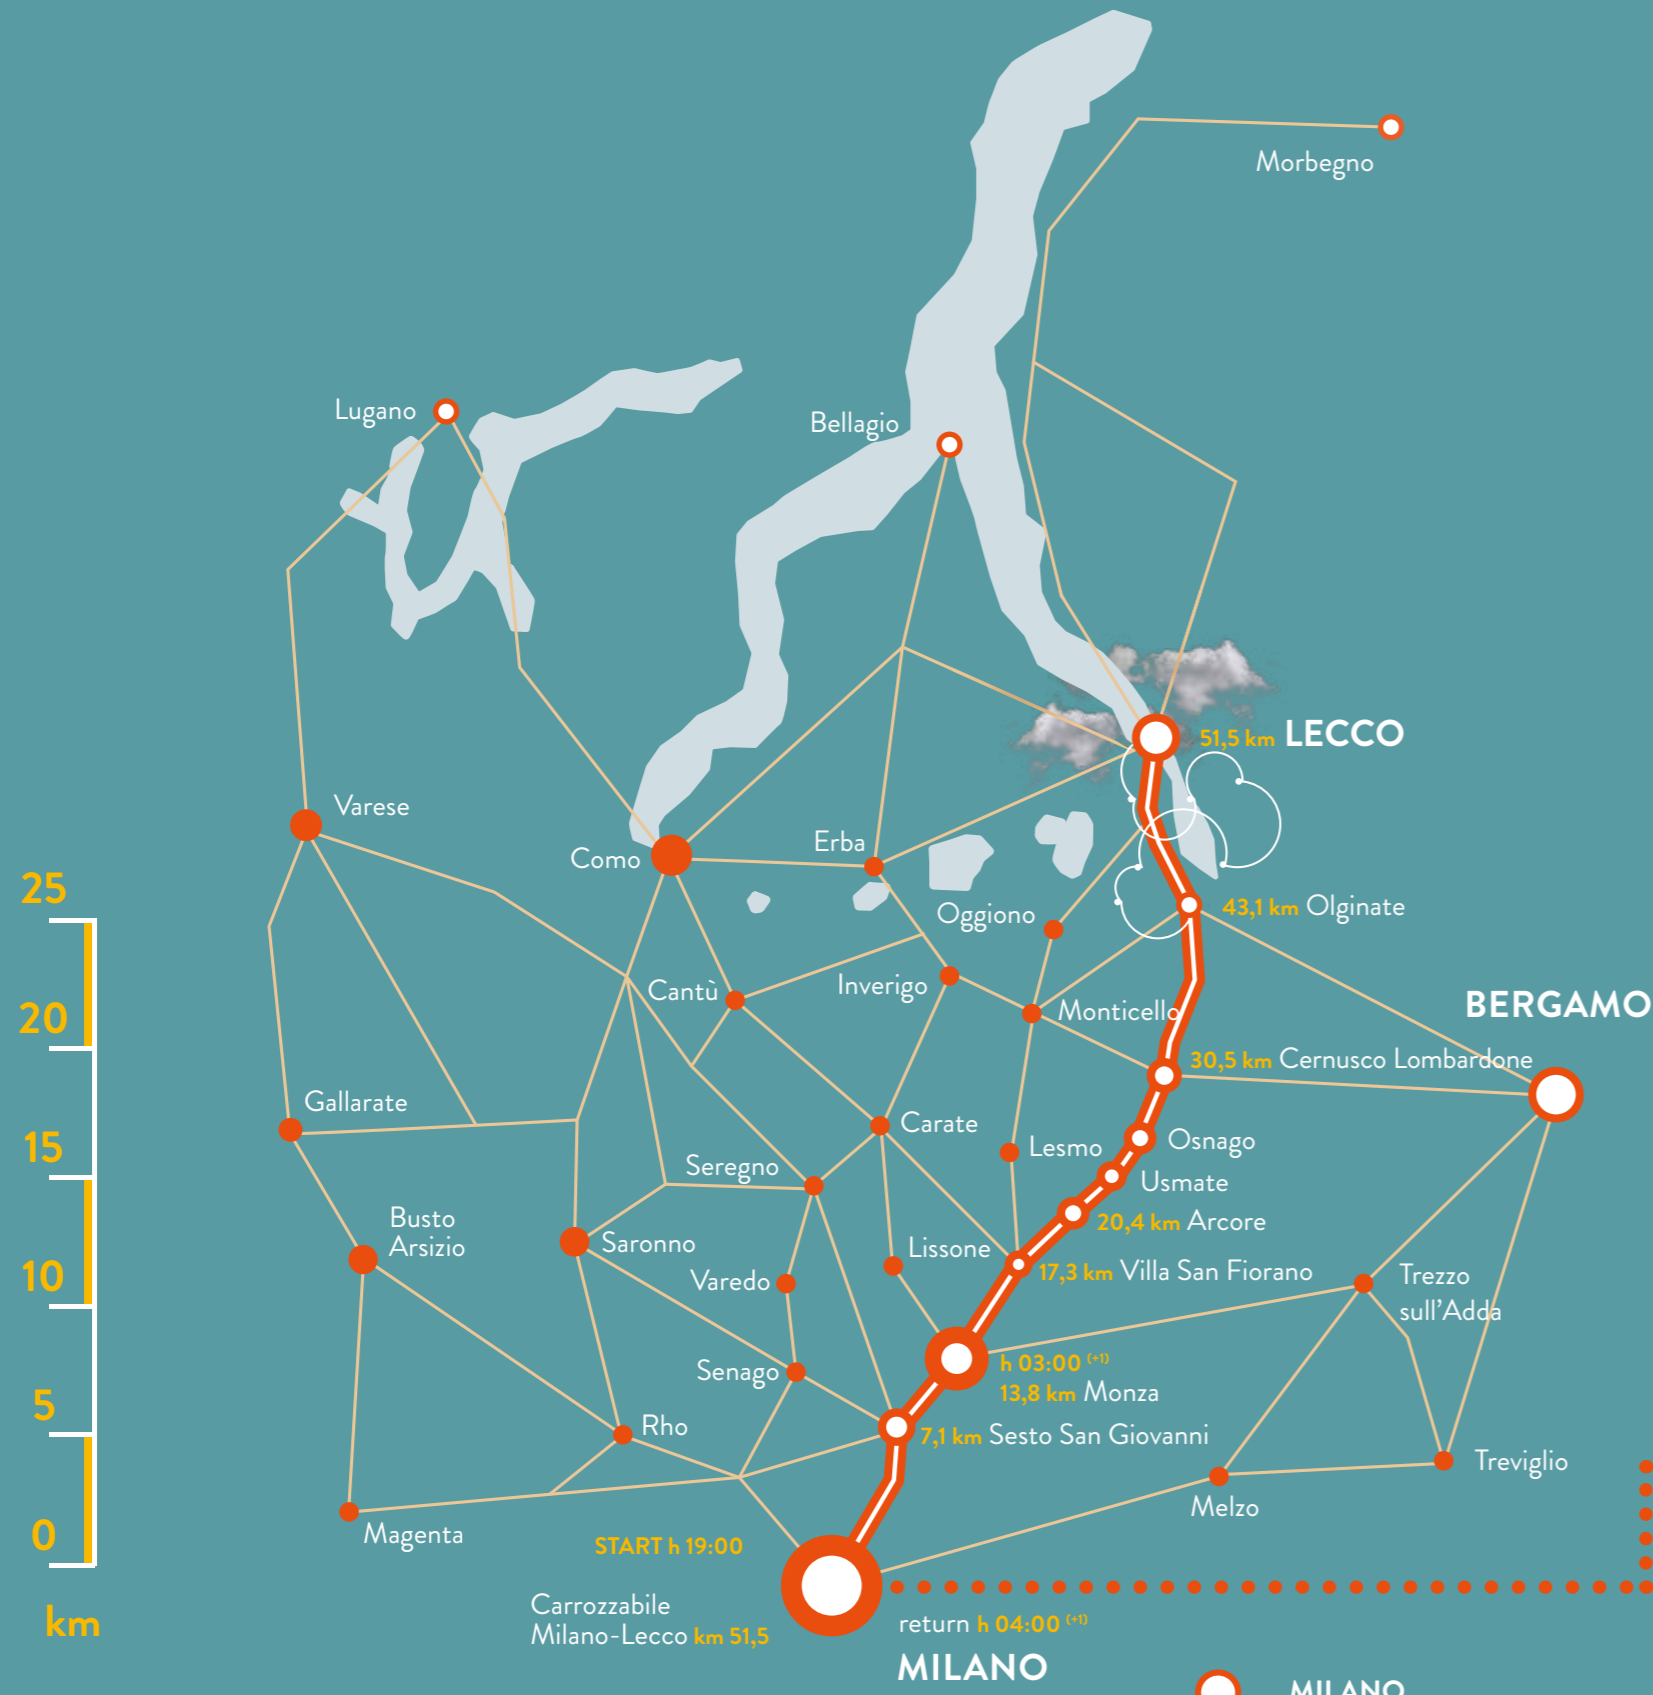 Morbegno
Lugano
Bellagio
51,5 km LECCO
Varese
Como
Erba
25
Oggiono
43,1 km Olginate
Cantù
Inverigo
Monticello
BERGAMO
20
30,5 km Cernusco Lombardone
Gallarate
Carate
Lesmo
Osnago
15
Seregno
Usmate
Busto
Arsizio
20,4 km Arcore
Saronno
Lissone
10
Varedo
17,3 km Villa San Fiorano
Trezzo
sull'Adda
Senago
h 03:00 (+1)
13,8 km Monza
5
Rho
7,1 km Sesto San Giovanni
Treviglio
Melzo
0
Magenta
START h 19:00
km
Carrozzabile
Milano-Lecco km 51,5
return h 04:00 (+1)
MILANO
MILANO